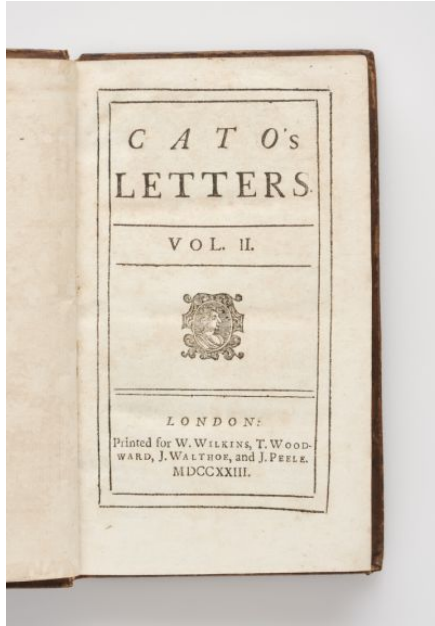 CATO's
LETTERS.
VOL. II.
LONDON:
Printed for W. WILKINS, T. WOOD-
WARD, J. WALTHOE, and J. PEELE.
MDCCXXIII.